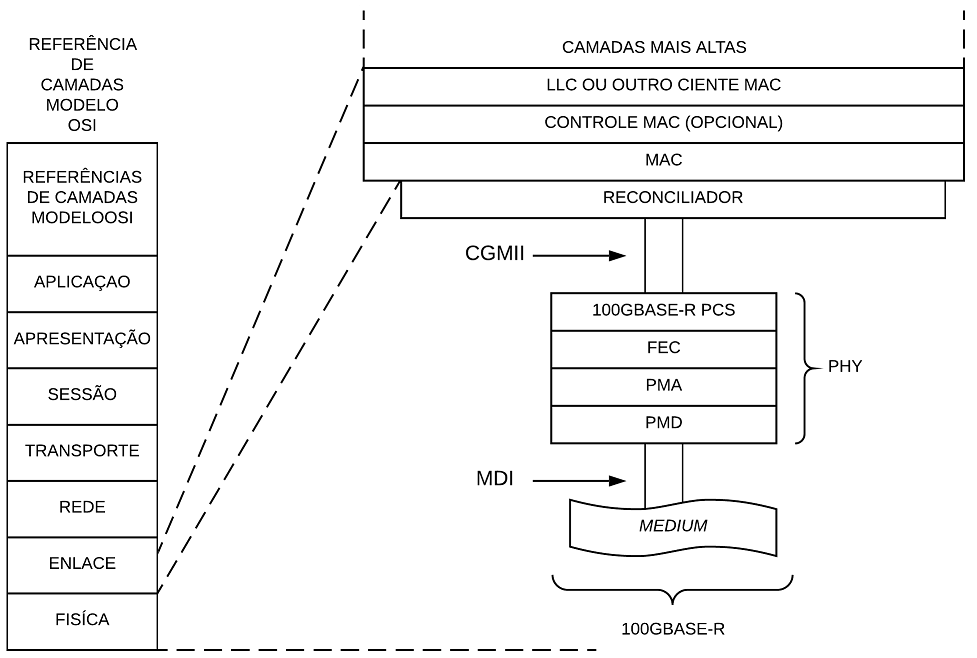 REFERÊNCIA
DE
CAMADAS
MODELO
OSI
REFERÊNCIAS
DE CAMADAS
MODELOOSI
APLICAÇAO
APRESENTAÇÃO
SESSÃO
TRANSPORTE
REDE
ENLACE
FISÍCA
CAMADAS MAIS ALTAS
LLC OU OUTRO CIENTE MAC
CONTROLE MAC (OPCIONAL)
MAC
RECONCILIADOR
CGMII
100GBASE-R PCS
FEC
PMA
PMD
PHY
MDI
MEDIUM
100GBASE-R